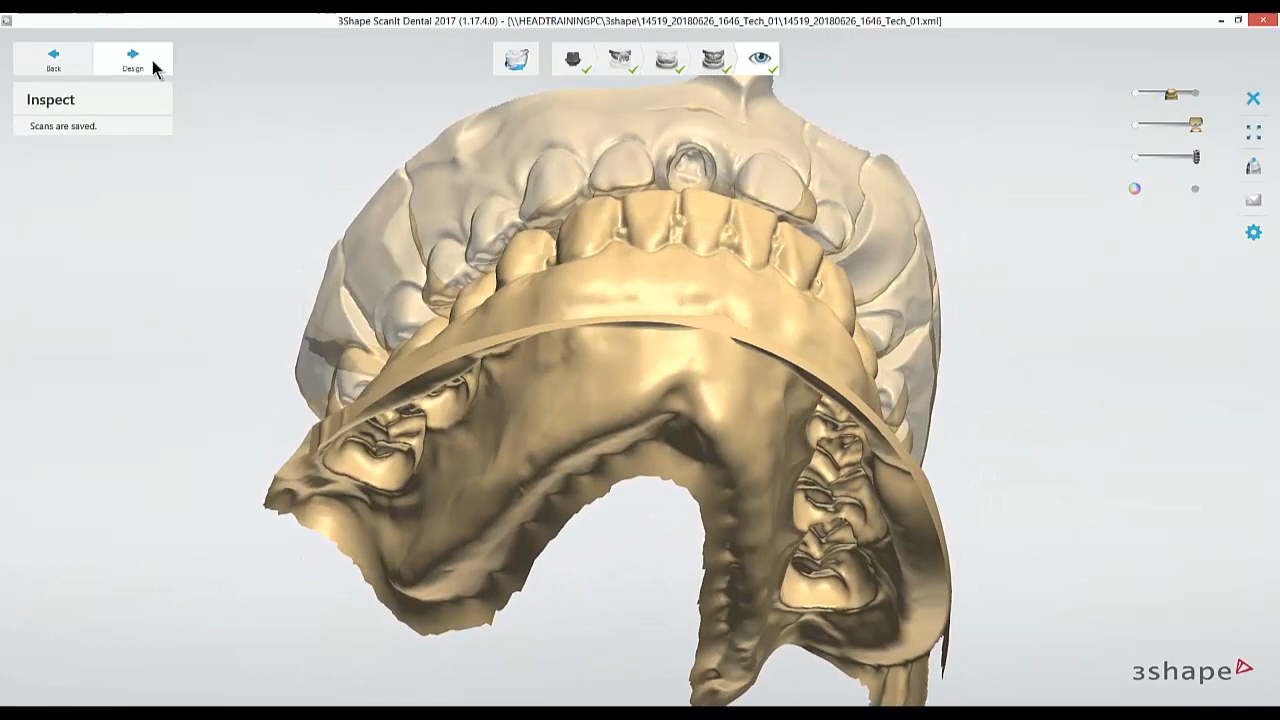 3Shape ScanIt Dental 2017 (1.17.4.0) - [\\HEADTRAININGPC\3shape\14519_20180626_1646_Tech_01\14519_20180626_1646_Tech_01.xml]
Back
Design
Inspect
Scans are saved.
3shape